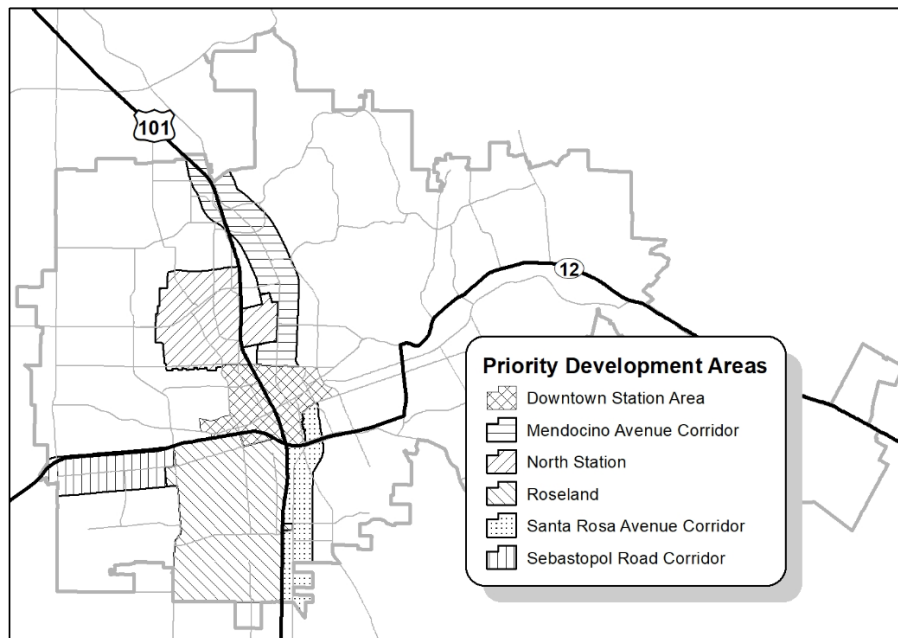 101
12
Priority Development Areas
Downtown Station Area
Mendocino Avenue Corridor
North Station
Roseland
Santa Rosa Avenue Corridor
Sebastopol Road Corridor